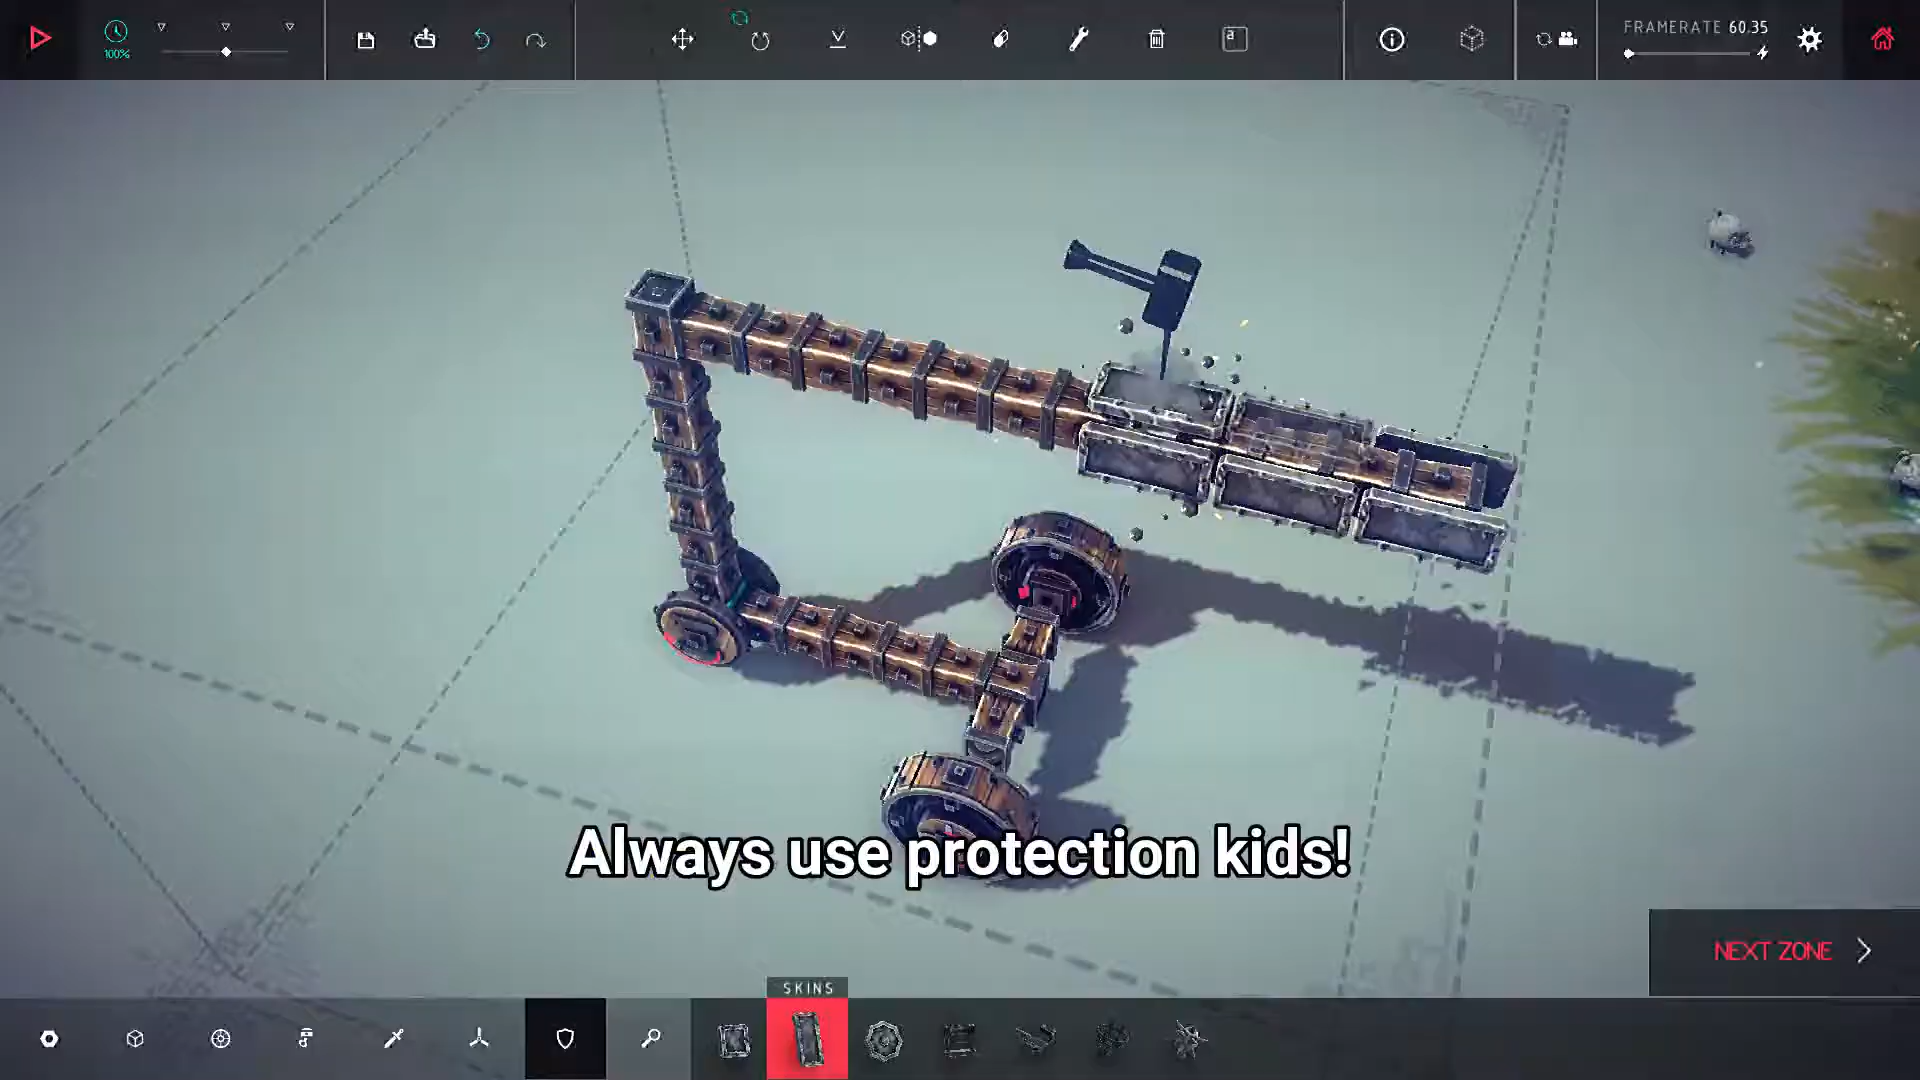 100%
FRAMERATE 60.35
a
Always use protection kids!
NEXT ZONE
SKINS